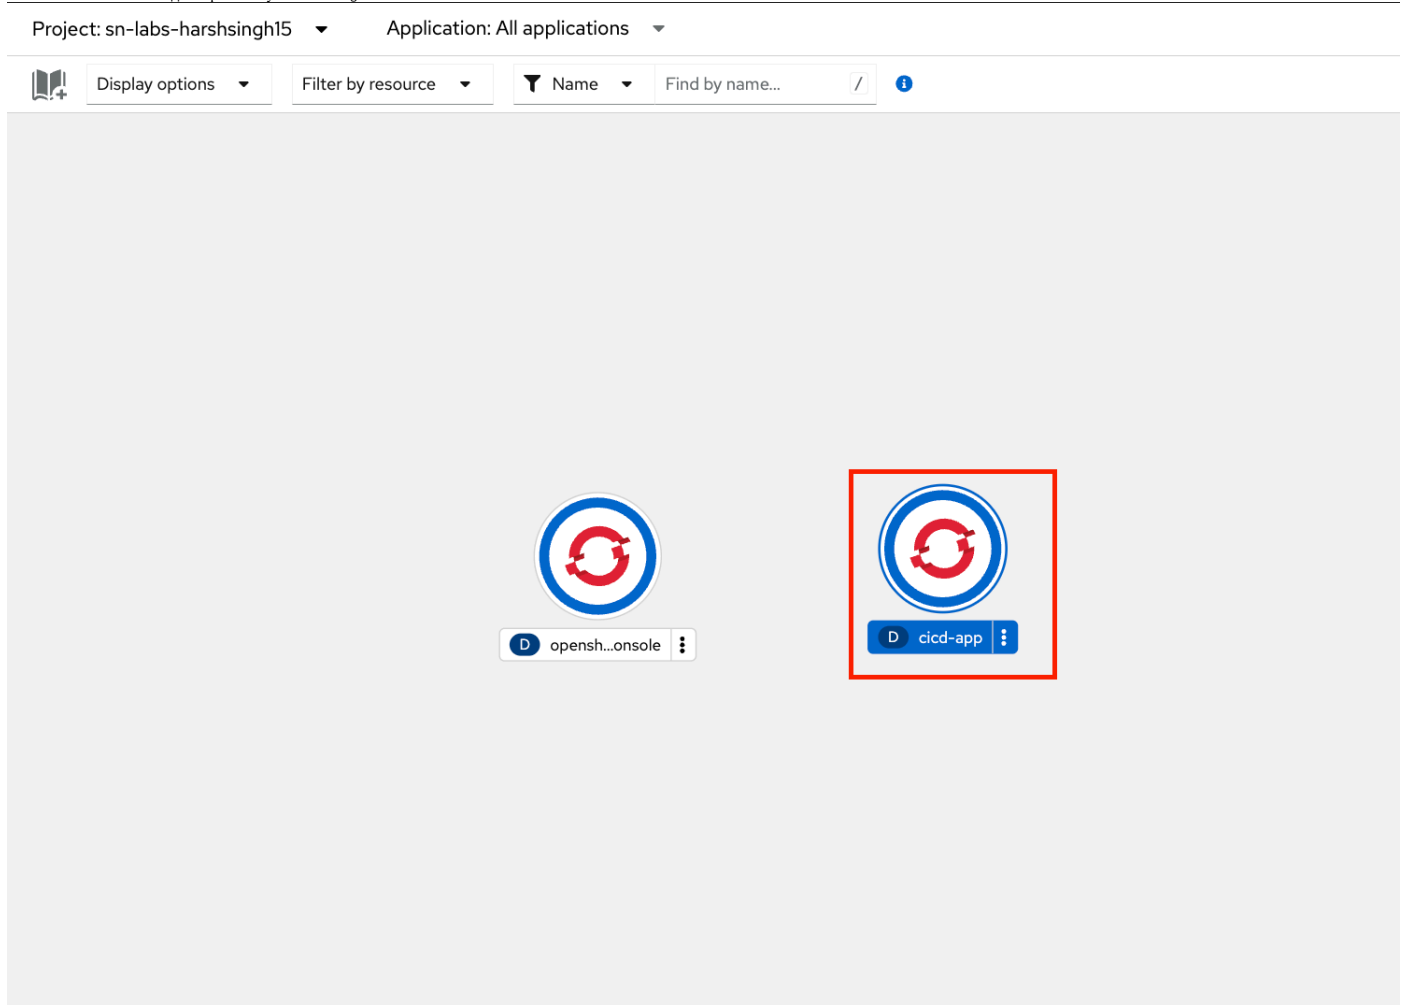 Project: sn-labs-harshsingh15 Application: All applications
Display options Filter by resource Name Find by name... /
D opensh...onsole
D cicd-app